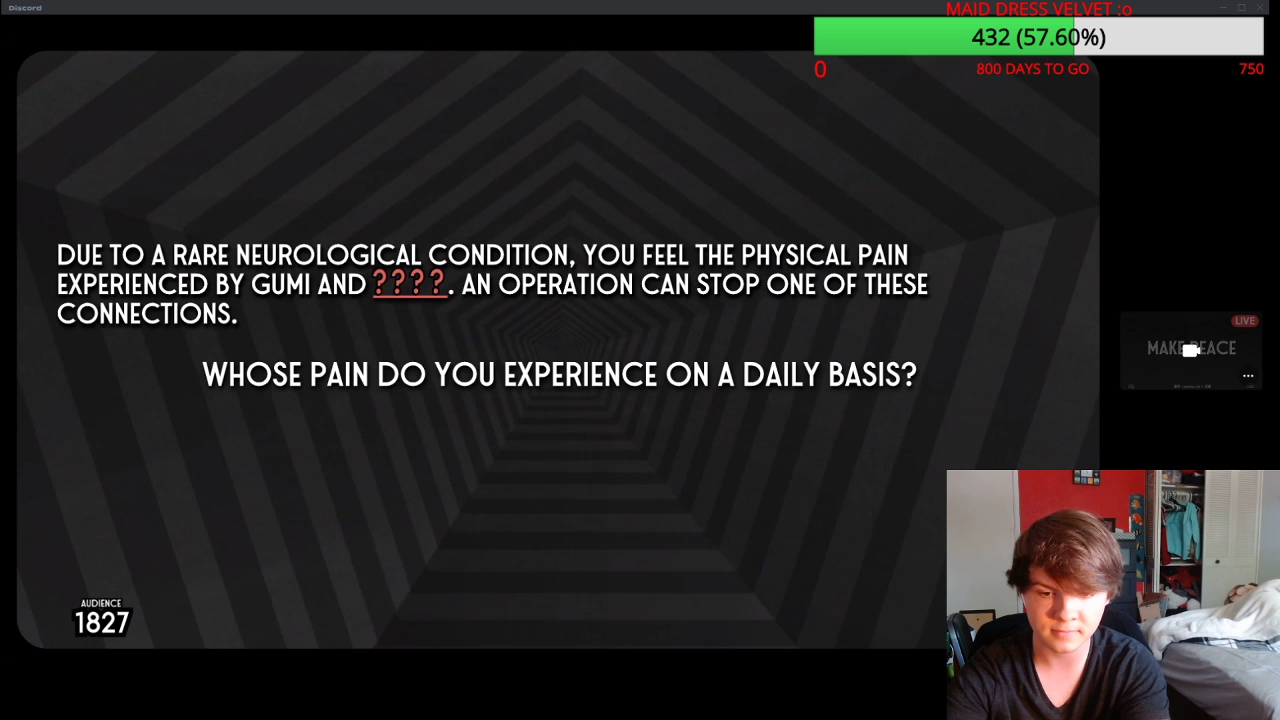 Discord
MAID DRESS VELVET :o
432 (57.60%)
0
800 DAYS TO GO
750
DUE TO A RARE NEUROLOGICAL CONDITION, YOU FEEL THE PHYSICAL PAIN
EXPERIENCED BY GUMI AND ????. AN OPERATION CAN STOP ONE OF THESE
CONNECTIONS.
LIVE
MAKE PEACE
WHOSE PAIN DO YOU EXPERIENCE ON A DAILY BASIS?
AUDIENCE
1827